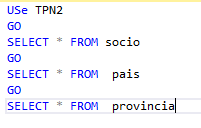 USe TPN2
GO
SELECT * FROM socio
GO
SELECT * FROM  pais
GO
SELECT * FROM  provincia